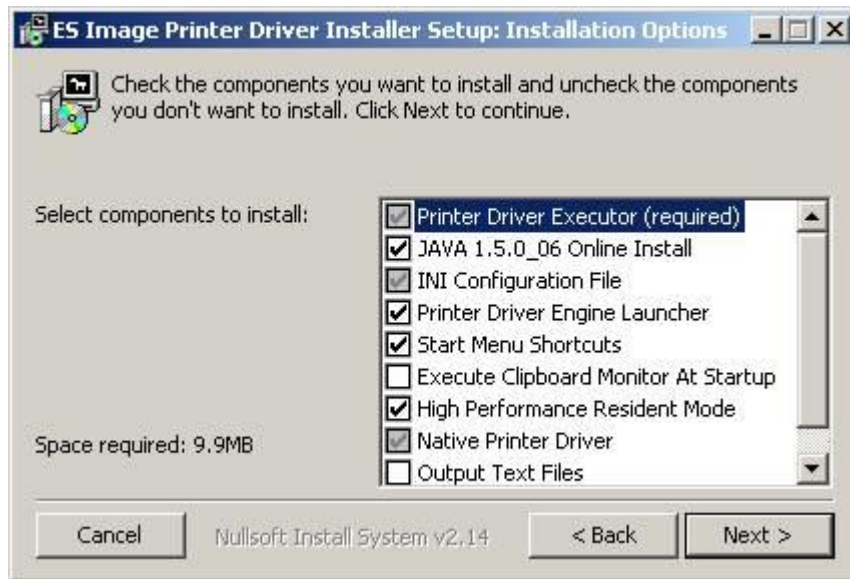 ES Image Printer Driver Installer Setup: Installation Options
Check the components you want to install and uncheck the components
you don't want to install. Click Next to continue.
Select components to install:
Printer Driver Executor (required)
JAVA 1.5.0_06 Online Install
INI Configuration File
Printer Driver Engine Launcher
Start Menu Shortcuts
Execute Clipboard Monitor At Startup
High Performance Resident Mode
Native Printer Driver
Output Text Files
Space required: 9.9MB
Cancel
Nullsoft Install System v2.14
< Back
Next >